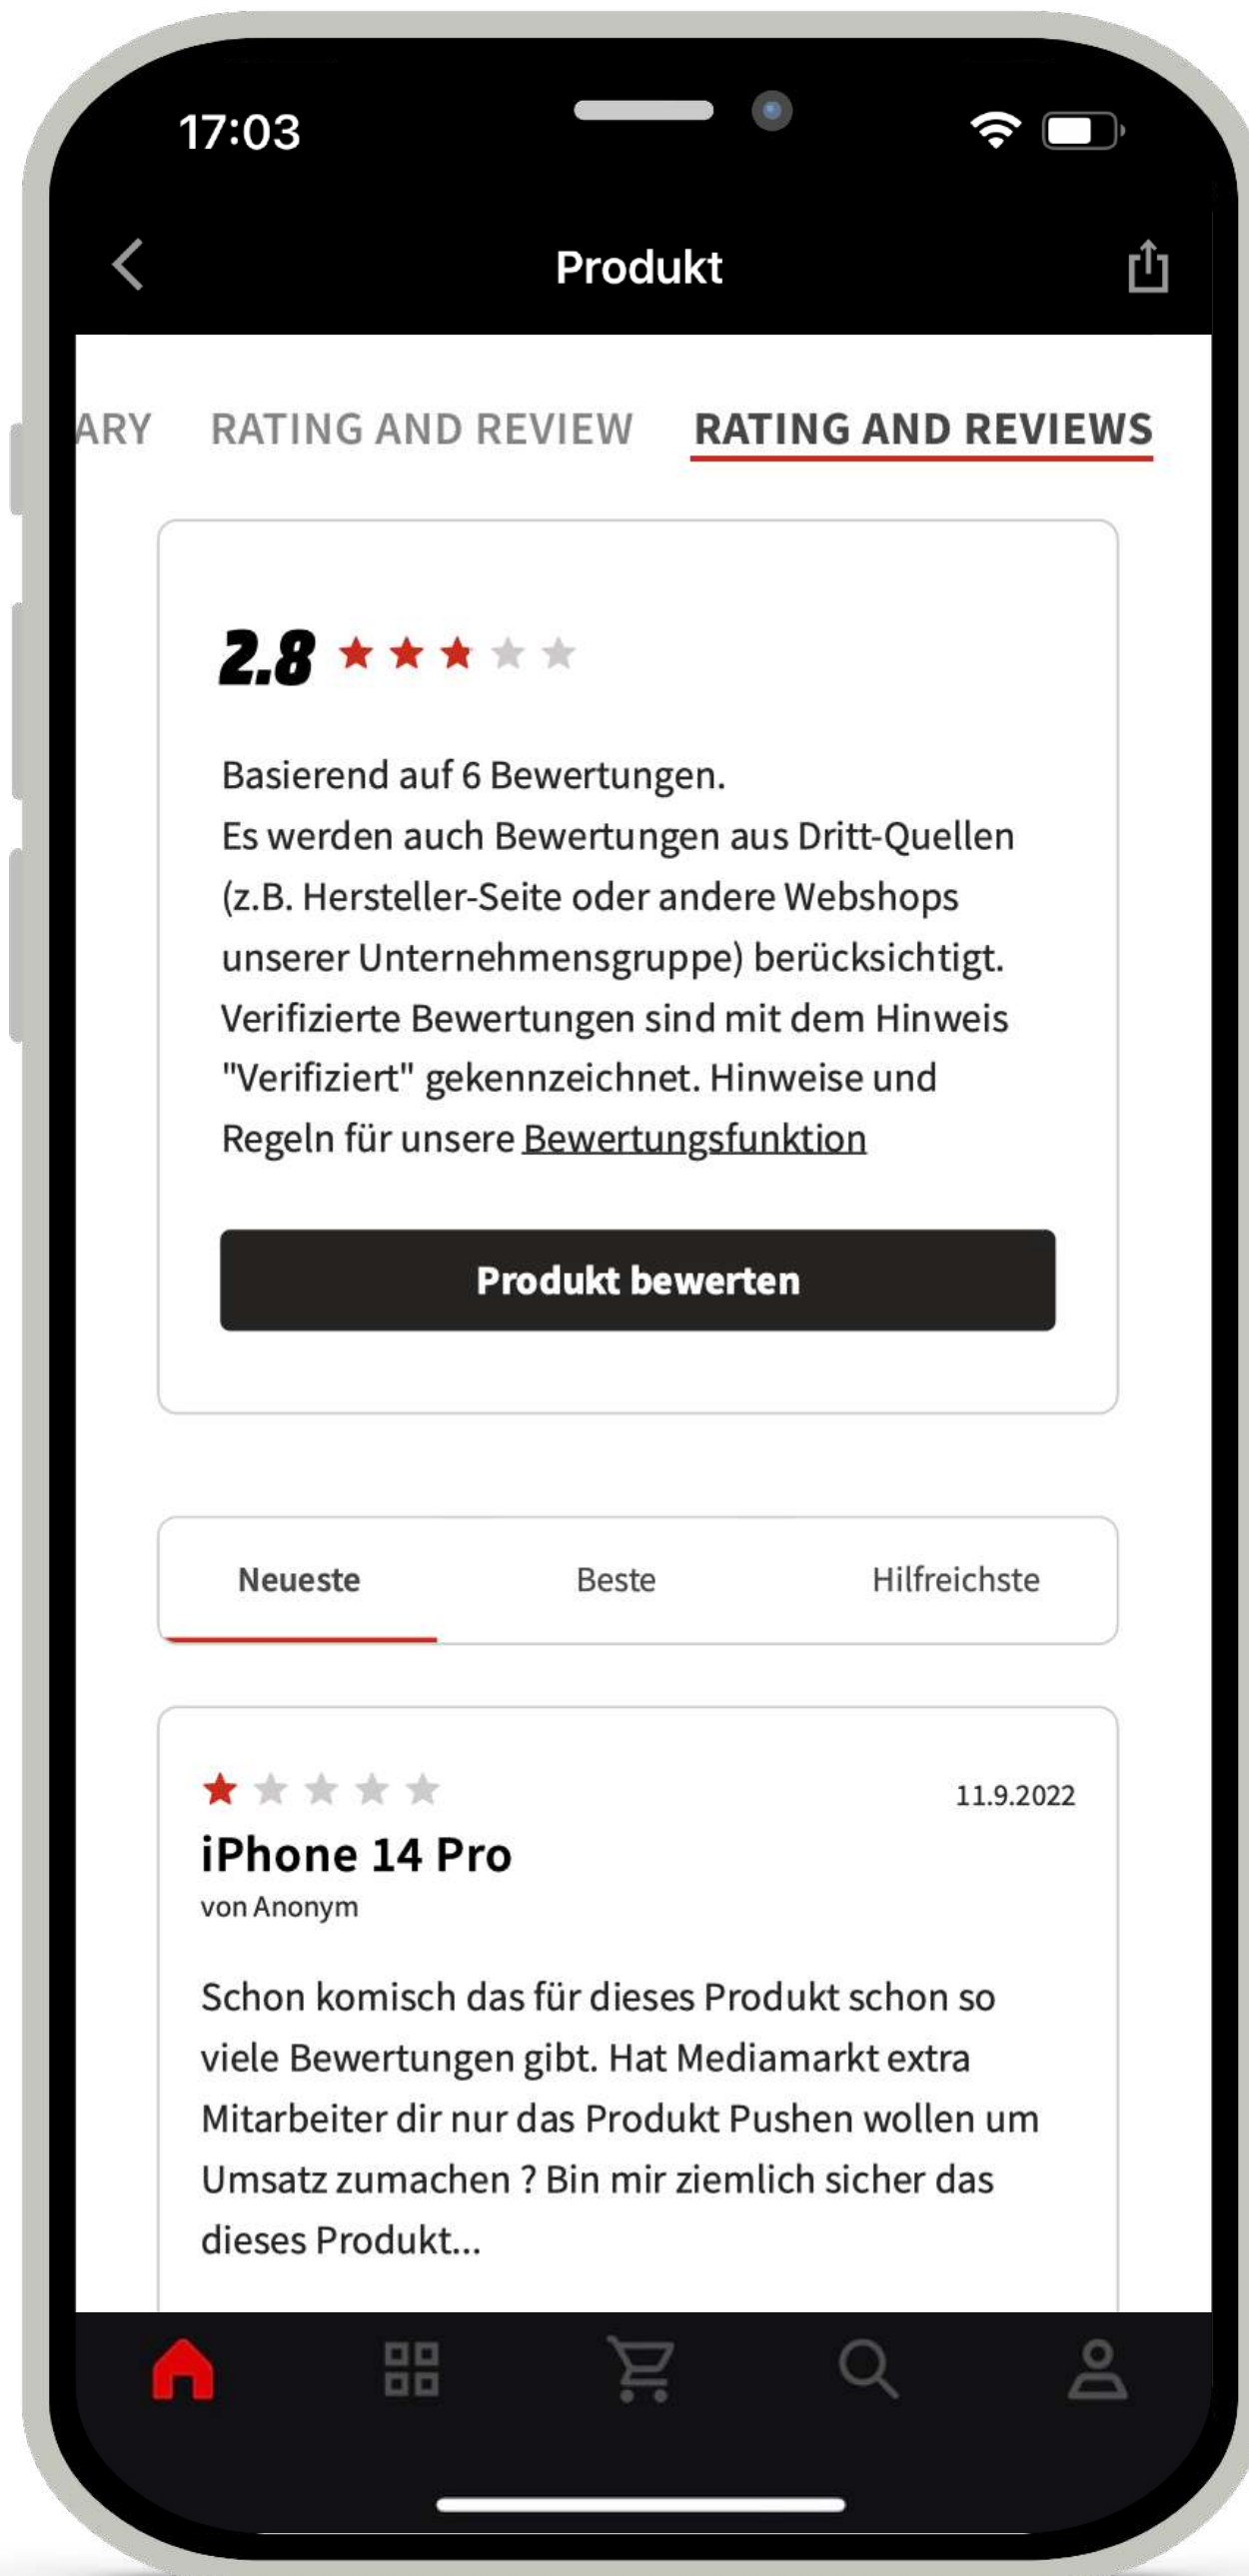 17:03
Produkt
ARY RATING AND REVIEW RATING AND REVIEWS
2.8
Basierend auf 6 Bewertungen.
Es werden auch Bewertungen aus Dritt-Quellen
(z.B. Hersteller-Seite oder andere Webshops
unserer Unternehmensgruppe) berücksichtigt.
Verifizierte Bewertungen sind mit dem Hinweis
"Verifiziert" gekennzeichnet. Hinweise und
Regeln für unsere Bewertungsfunktion
Produkt bewerten
Neueste Beste Hilfreichste
11.9.2022
iPhone 14 Pro
von Anonym
Schon komisch das für dieses Produkt schon so
viele Bewertungen gibt. Hat Mediamarkt extra
Mitarbeiter dir nur das Produkt Pushen wollen um
Umsatz zumachen ? Bin mir ziemlich sicher das
dieses Produkt...